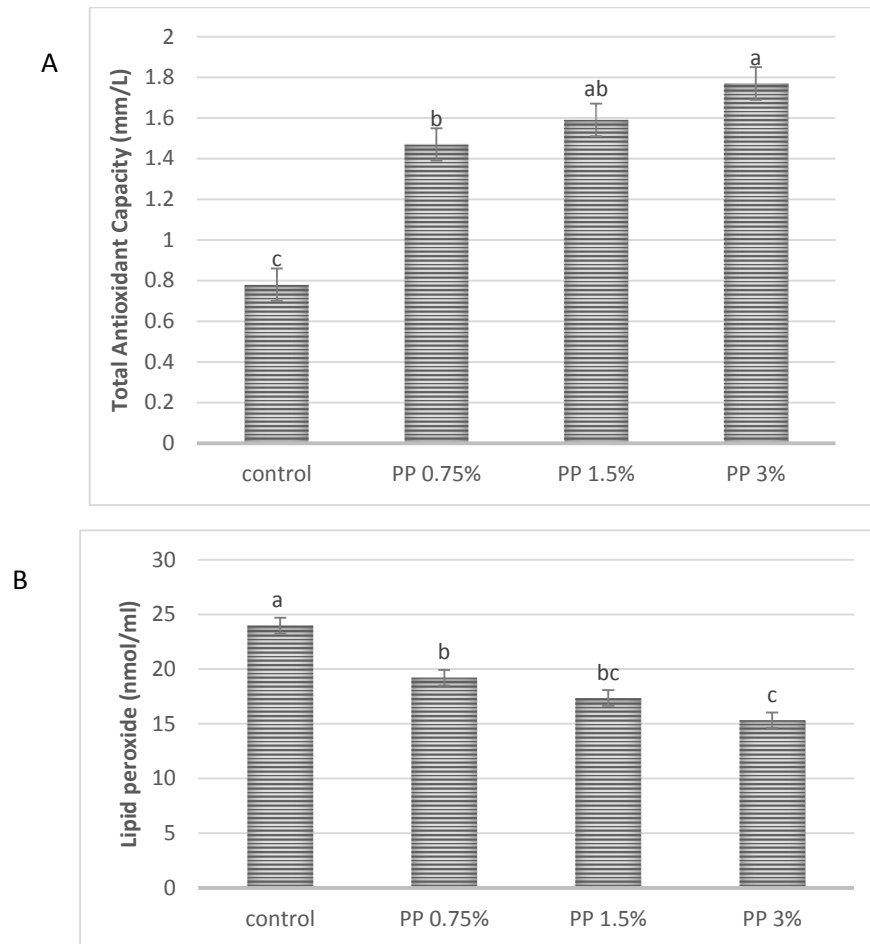 A
Total Antioxidant Capacity (mm/L)
2
1.8
1.6
1.4
1.2
1
0.8
0.6
0.4
0.2
0
c
b
ab
a
control
PP 0.75%
PP 1.5%
PP 3%
B
Lipid peroxide (nmol/ml)
30
25
20
15
10
5
0
a
b
bc
c
control
PP 0.75%
PP 1.5%
PP 3%